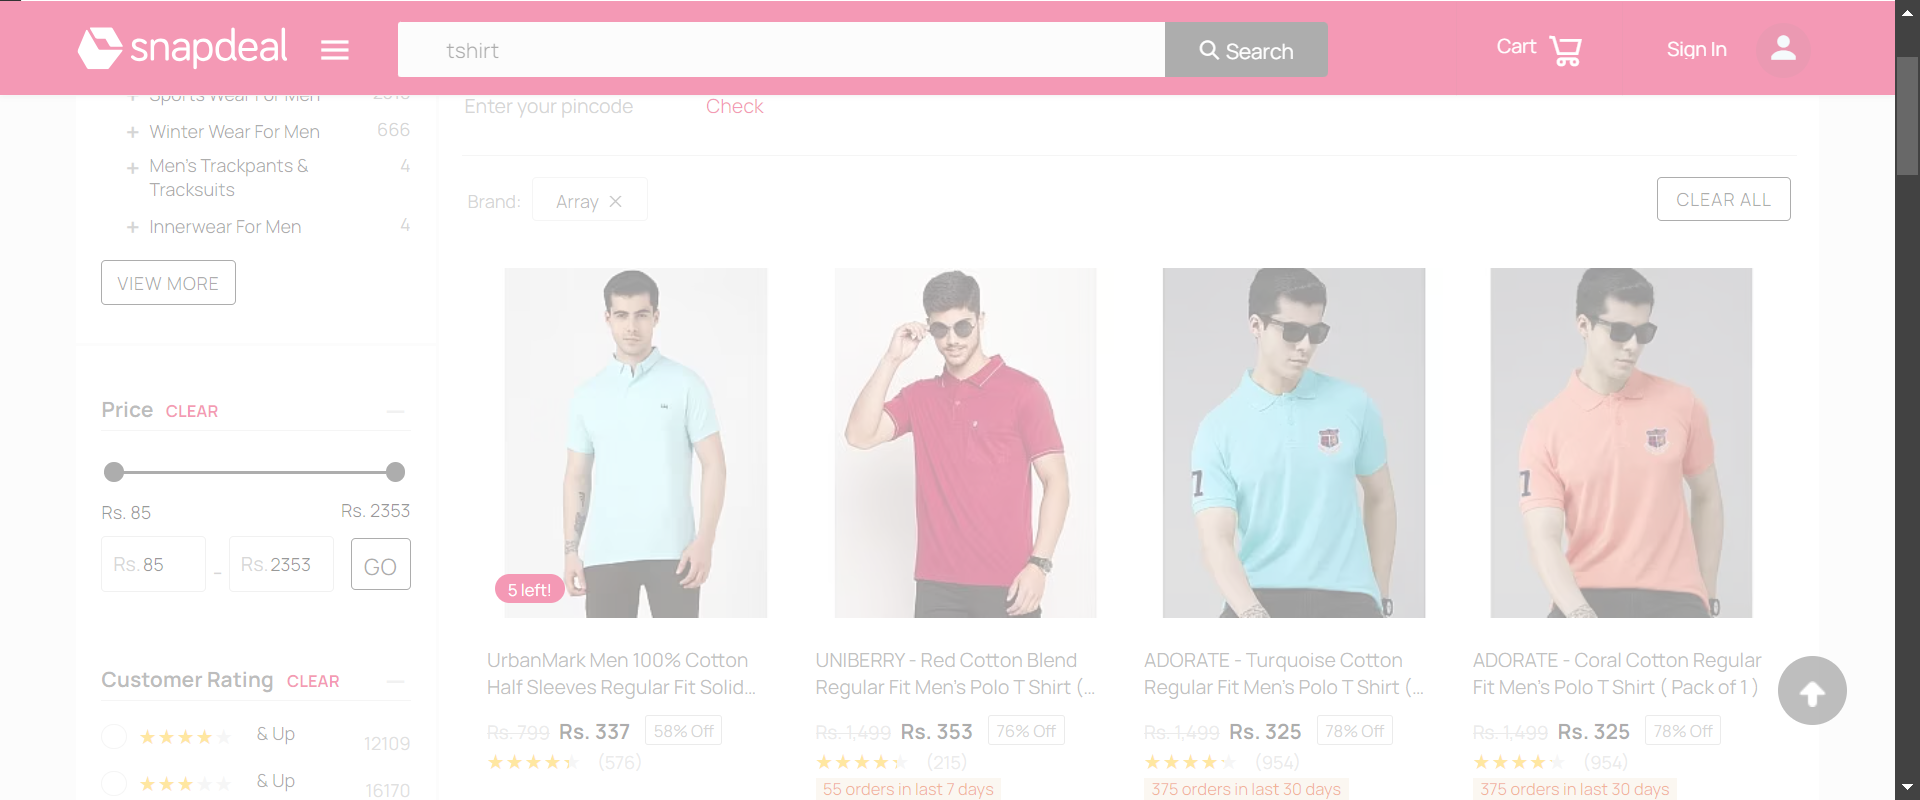 snapdeal
tshirt
Search
Cart
Sign In
Sports Wear For Men
Winter Wear For Men 666
Men's Trackpants & 4
Tracksuits
Innerwear For Men 4
VIEW MORE
Price CLEAR
Rs. 85 Rs. 2353
Rs. 85 - Rs. 2353 GO
Customer Rating CLEAR
& Up 12109
& Up 16170
Enter your pincode Check
Brand: Array CLEAR ALL
5 left!
UrbanMark Men 100% Cotton
Half Sleeves Regular Fit Solid...
Rs. 799 Rs. 337 58% Off
(576)
UNIBERRY - Red Cotton Blend
Regular Fit Men's Polo T Shirt (...
Rs. 1,499 Rs. 353 76% Off
(215)
55 orders in last 7 days
ADORATE - Turquoise Cotton
Regular Fit Men's Polo T Shirt (...
Rs. 1,499 Rs. 325 78% Off
(954)
375 orders in last 30 days
ADORATE - Coral Cotton Regular
Fit Men's Polo T Shirt ( Pack of 1 )
Rs. 1,499 Rs. 325 78% Off
(954)
375 orders in last 30 days